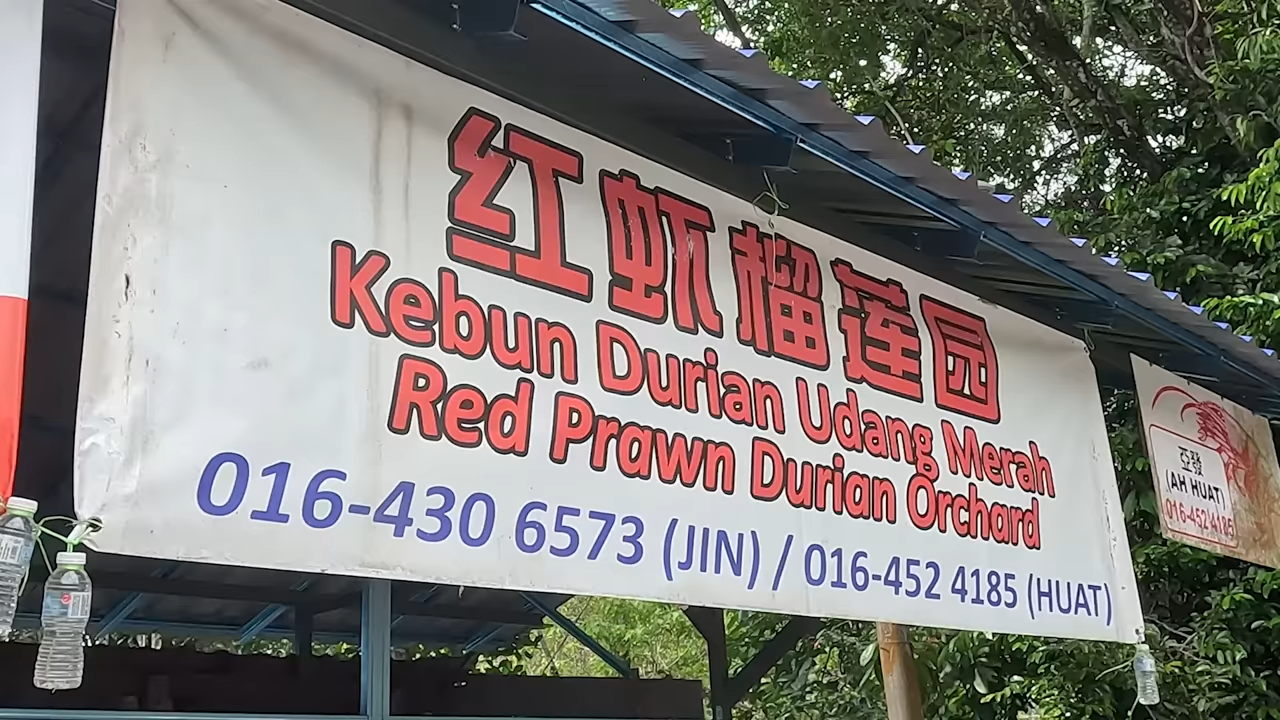 红虾榴莲园
Kebun Durian Udang Merah
Red Prawn Durian Orchard
016-430 6573 (JIN) / 016-452 4185 (HUAT)
亞發
(AH HUAT)
016-452 4185